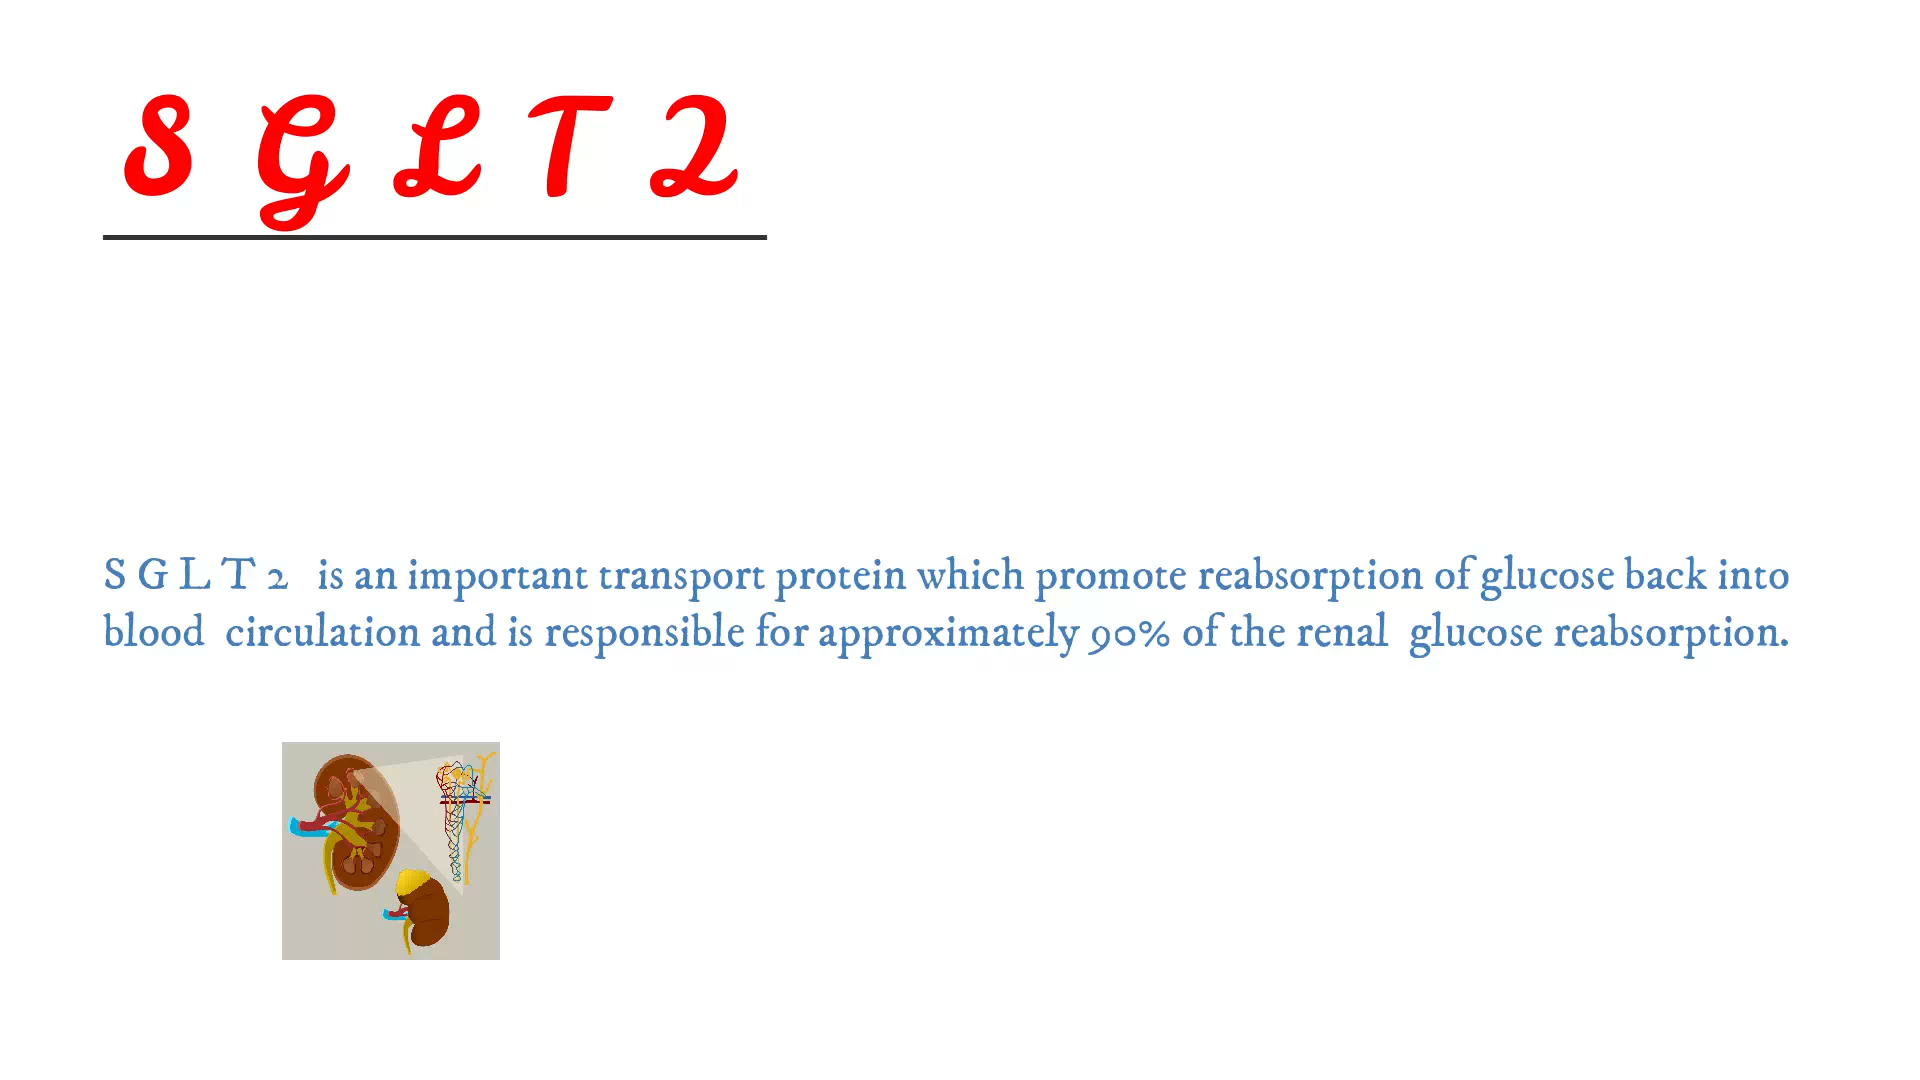 S G L T 2
S G L T 2 is an important transport protein which promote reabsorption of glucose back into
blood circulation and is responsible for approximately 90% of the renal glucose reabsorption.